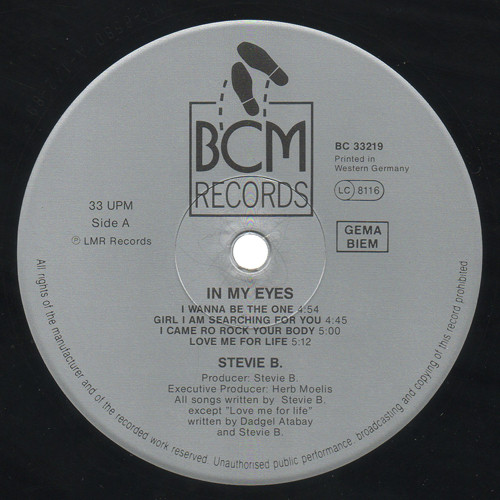 BCM
RECORDS
BC 33219
Printed in
Western Germany
LC 8116
GEMA
BIEM
33 UPM
Side A
℗ LMR Records
IN MY EYES
I WANNA BE THE ONE 4:54
GIRL I AM SEARCHING FOR YOU 4:45
I CAME RO ROCK YOUR BODY 5:00
LOVE ME FOR LIFE 5:12
STEVIE B.
Producer: Stevie B.
Executive Producer: Herb Moelis
All songs written by Stevie B.
except "Love me for life"
written by Dadgel Atabay
and Stevie B.
All rights of the manufacturer and of the owner of the recorded work reserved. Unauthorised public performance, broadcasting and copying of this record prohibited.